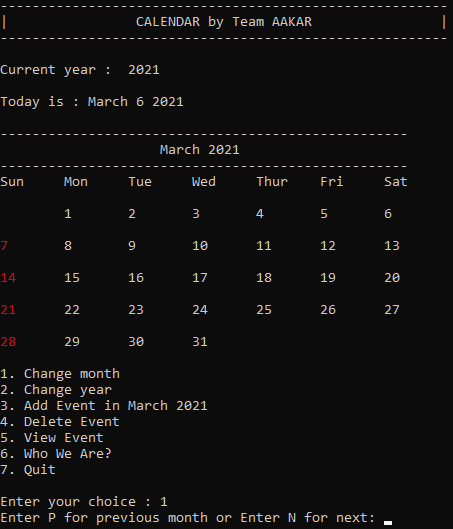 --------------------------------------------------------
|                CALENDAR by Team AAKAR                |
--------------------------------------------------------
Current year :  2021
Today is : March 6 2021
---------------------------------------------------
                    March 2021
---------------------------------------------------
Sun     Mon     Tue     Wed     Thur    Fri     Sat
        1       2       3       4       5       6
7       8       9       10      11      12      13
14      15      16      17      18      19      20
21      22      23      24      25      26      27
28      29      30      31
1. Change month
2. Change year
3. Add Event in March 2021
4. Delete Event
5. View Event
6. Who We Are?
7. Quit
Enter your choice : 1
Enter P for previous month or Enter N for next: _